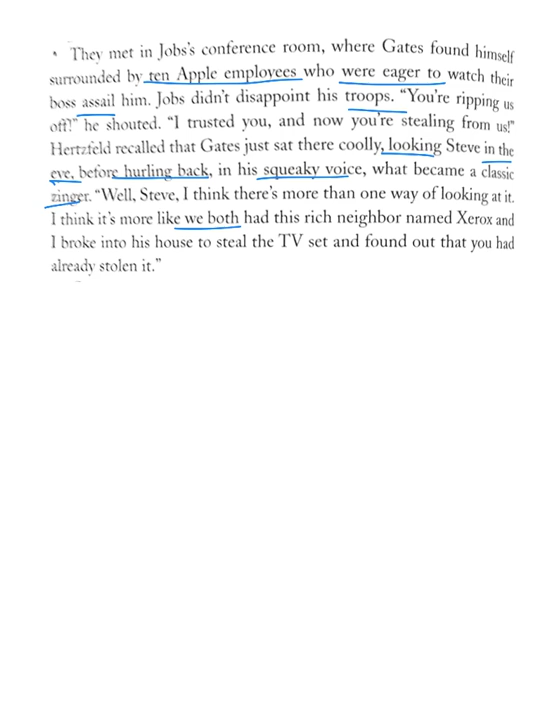 • They met in Jobs's conference room, where Gates found himself
surrounded by ten Apple employees who were eager to watch their
boss assail him. Jobs didn't disappoint his troops. “You're ripping us
off!” he shouted. “I trusted you, and now you're stealing from us!”
Hertzfeld recalled that Gates just sat there coolly, looking Steve in the
eye, before hurling back, in his squeaky voice, what became a classic
zinger. “Well, Steve, I think there's more than one way of looking at it.
I think it's more like we both had this rich neighbor named Xerox and
I broke into his house to steal the TV set and found out that you had
already stolen it.”